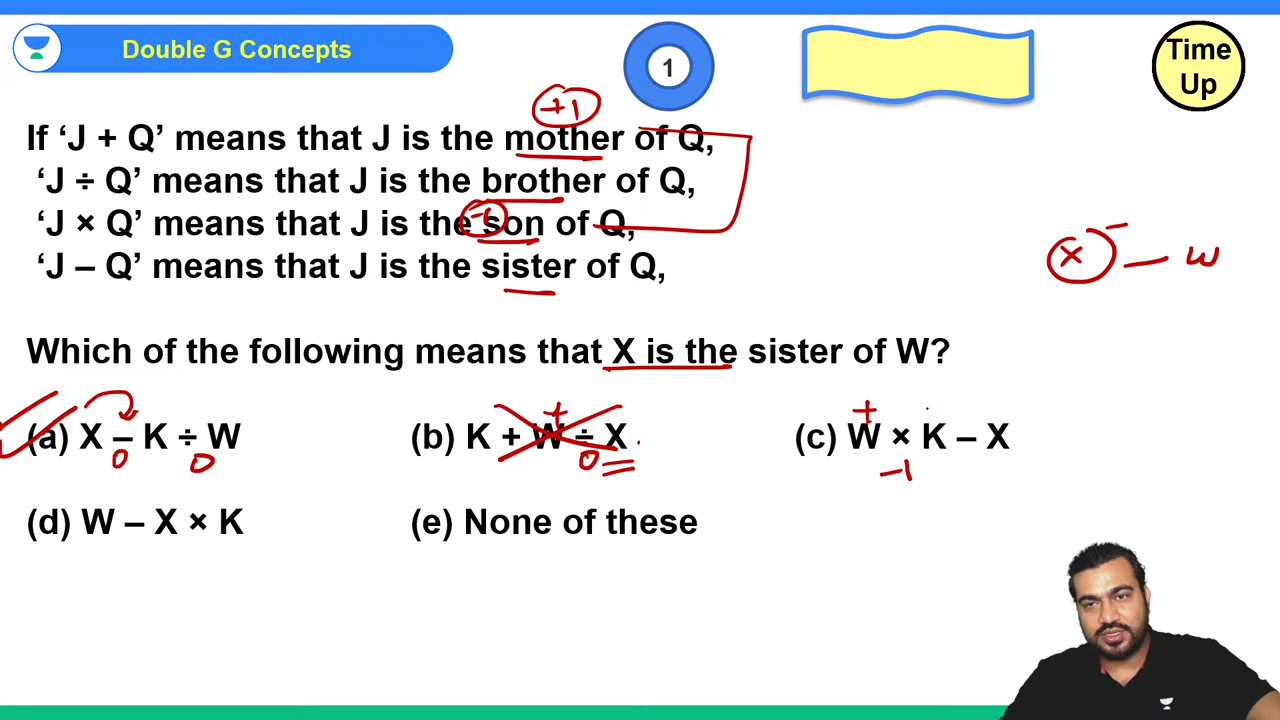 Double G Concepts
1
Time
Up
+1
If ‘J + Q’ means that J is the mother of Q,
‘J ÷ Q’ means that J is the brother of Q,
‘J × Q’ means that J is the son of Q,
‘J – Q’ means that J is the sister of Q,
X – W
Which of the following means that X is the sister of W?
(a) X – K ÷ W
0 0
(b) K + W ÷ X
+
0
(c) W × K – X
+
-1
(d) W – X × K
(e) None of these